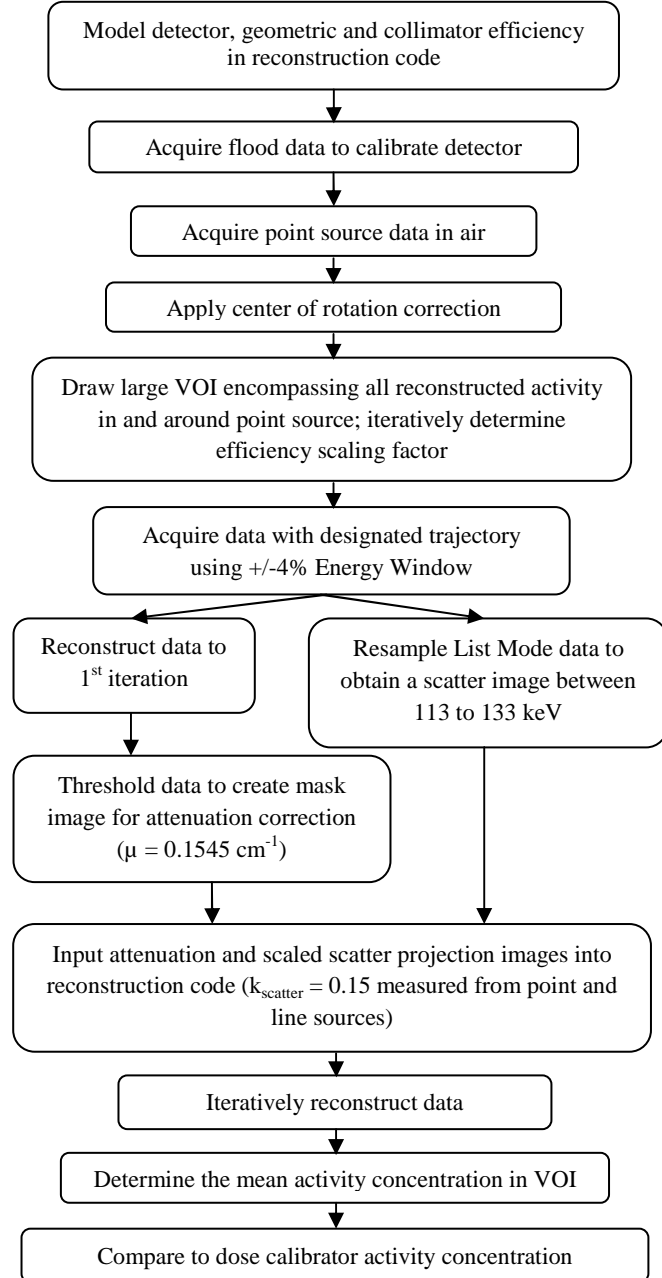 Model detector, geometric and collimator efficiency
in reconstruction code
Acquire flood data to calibrate detector
Acquire point source data in air
Apply center of rotation correction
Draw large VOI encompassing all reconstructed activity
in and around point source; iteratively determine
efficiency scaling factor
Acquire data with designated trajectory
using +/-4% Energy Window
Reconstruct data to
1st iteration
Resample List Mode data to
obtain a scatter image between
113 to 133 keV
Threshold data to create mask
image for attenuation correction
(µ = 0.1545 cm-1)
Input attenuation and scaled scatter projection images into
reconstruction code (kscatter = 0.15 measured from point and
line sources)
Iteratively reconstruct data
Determine the mean activity concentration in VOI
Compare to dose calibrator activity concentration